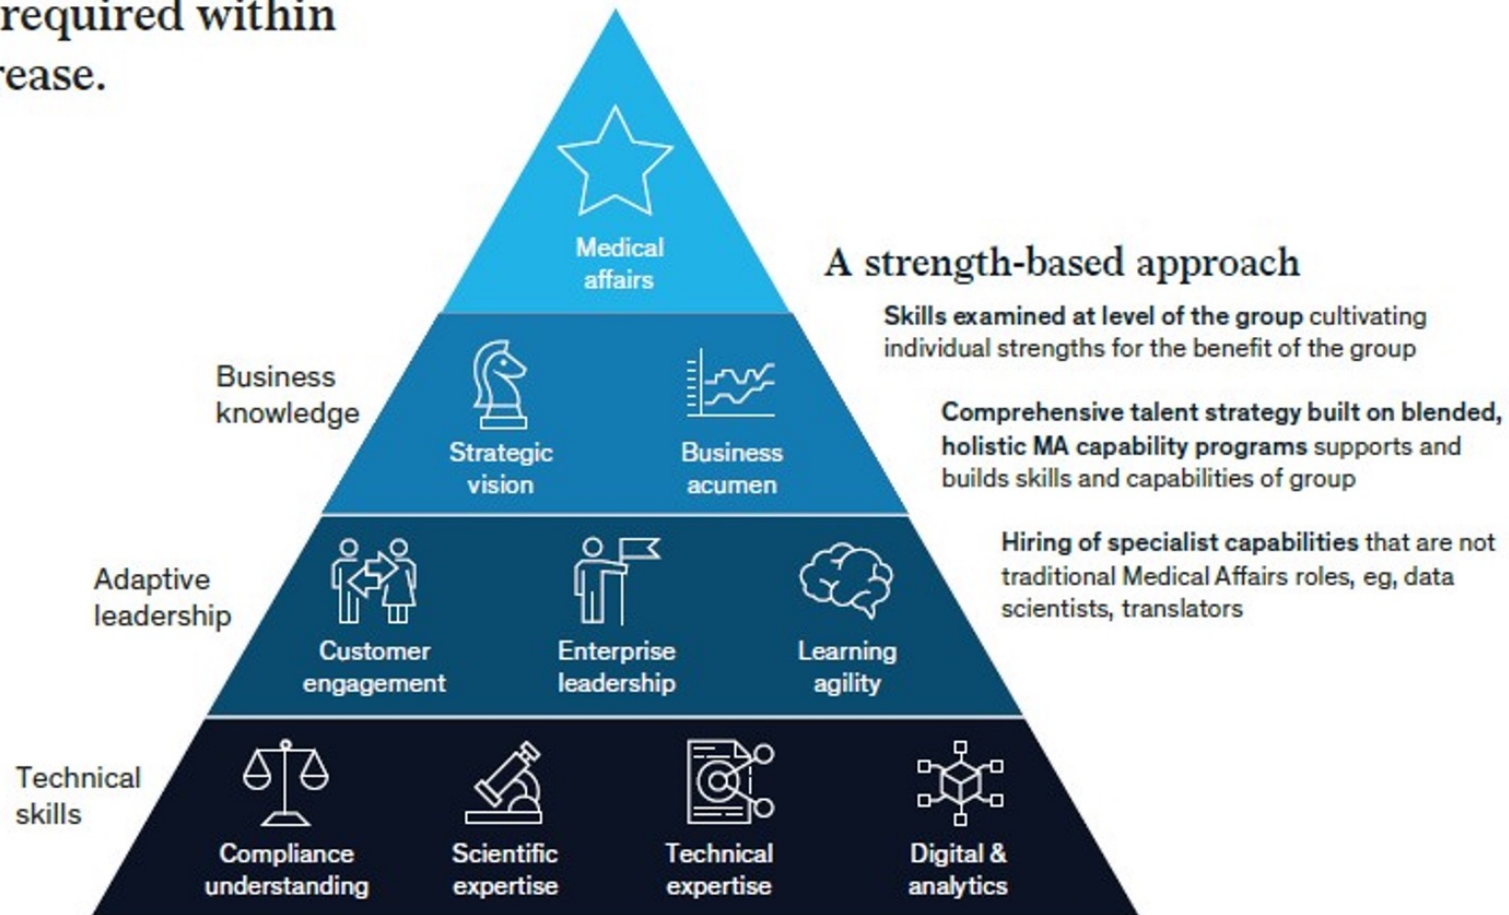 required within
rease.
Medical
affairs
A strength-based approach
Skills examined at level of the group cultivating
individual strengths for the benefit of the group
Business
knowledge
Strategic
vision
Business
acumen
Comprehensive talent strategy built on blended,
holistic MA capability programs supports and
builds skills and capabilities of group
Adaptive
leadership
Customer
engagement
Enterprise
leadership
Learning
agility
Hiring of specialist capabilities that are not
traditional Medical Affairs roles, eg, data
scientists, translators
Technical
skills
Compliance
understanding
Scientific
expertise
Technical
expertise
Digital &
analytics